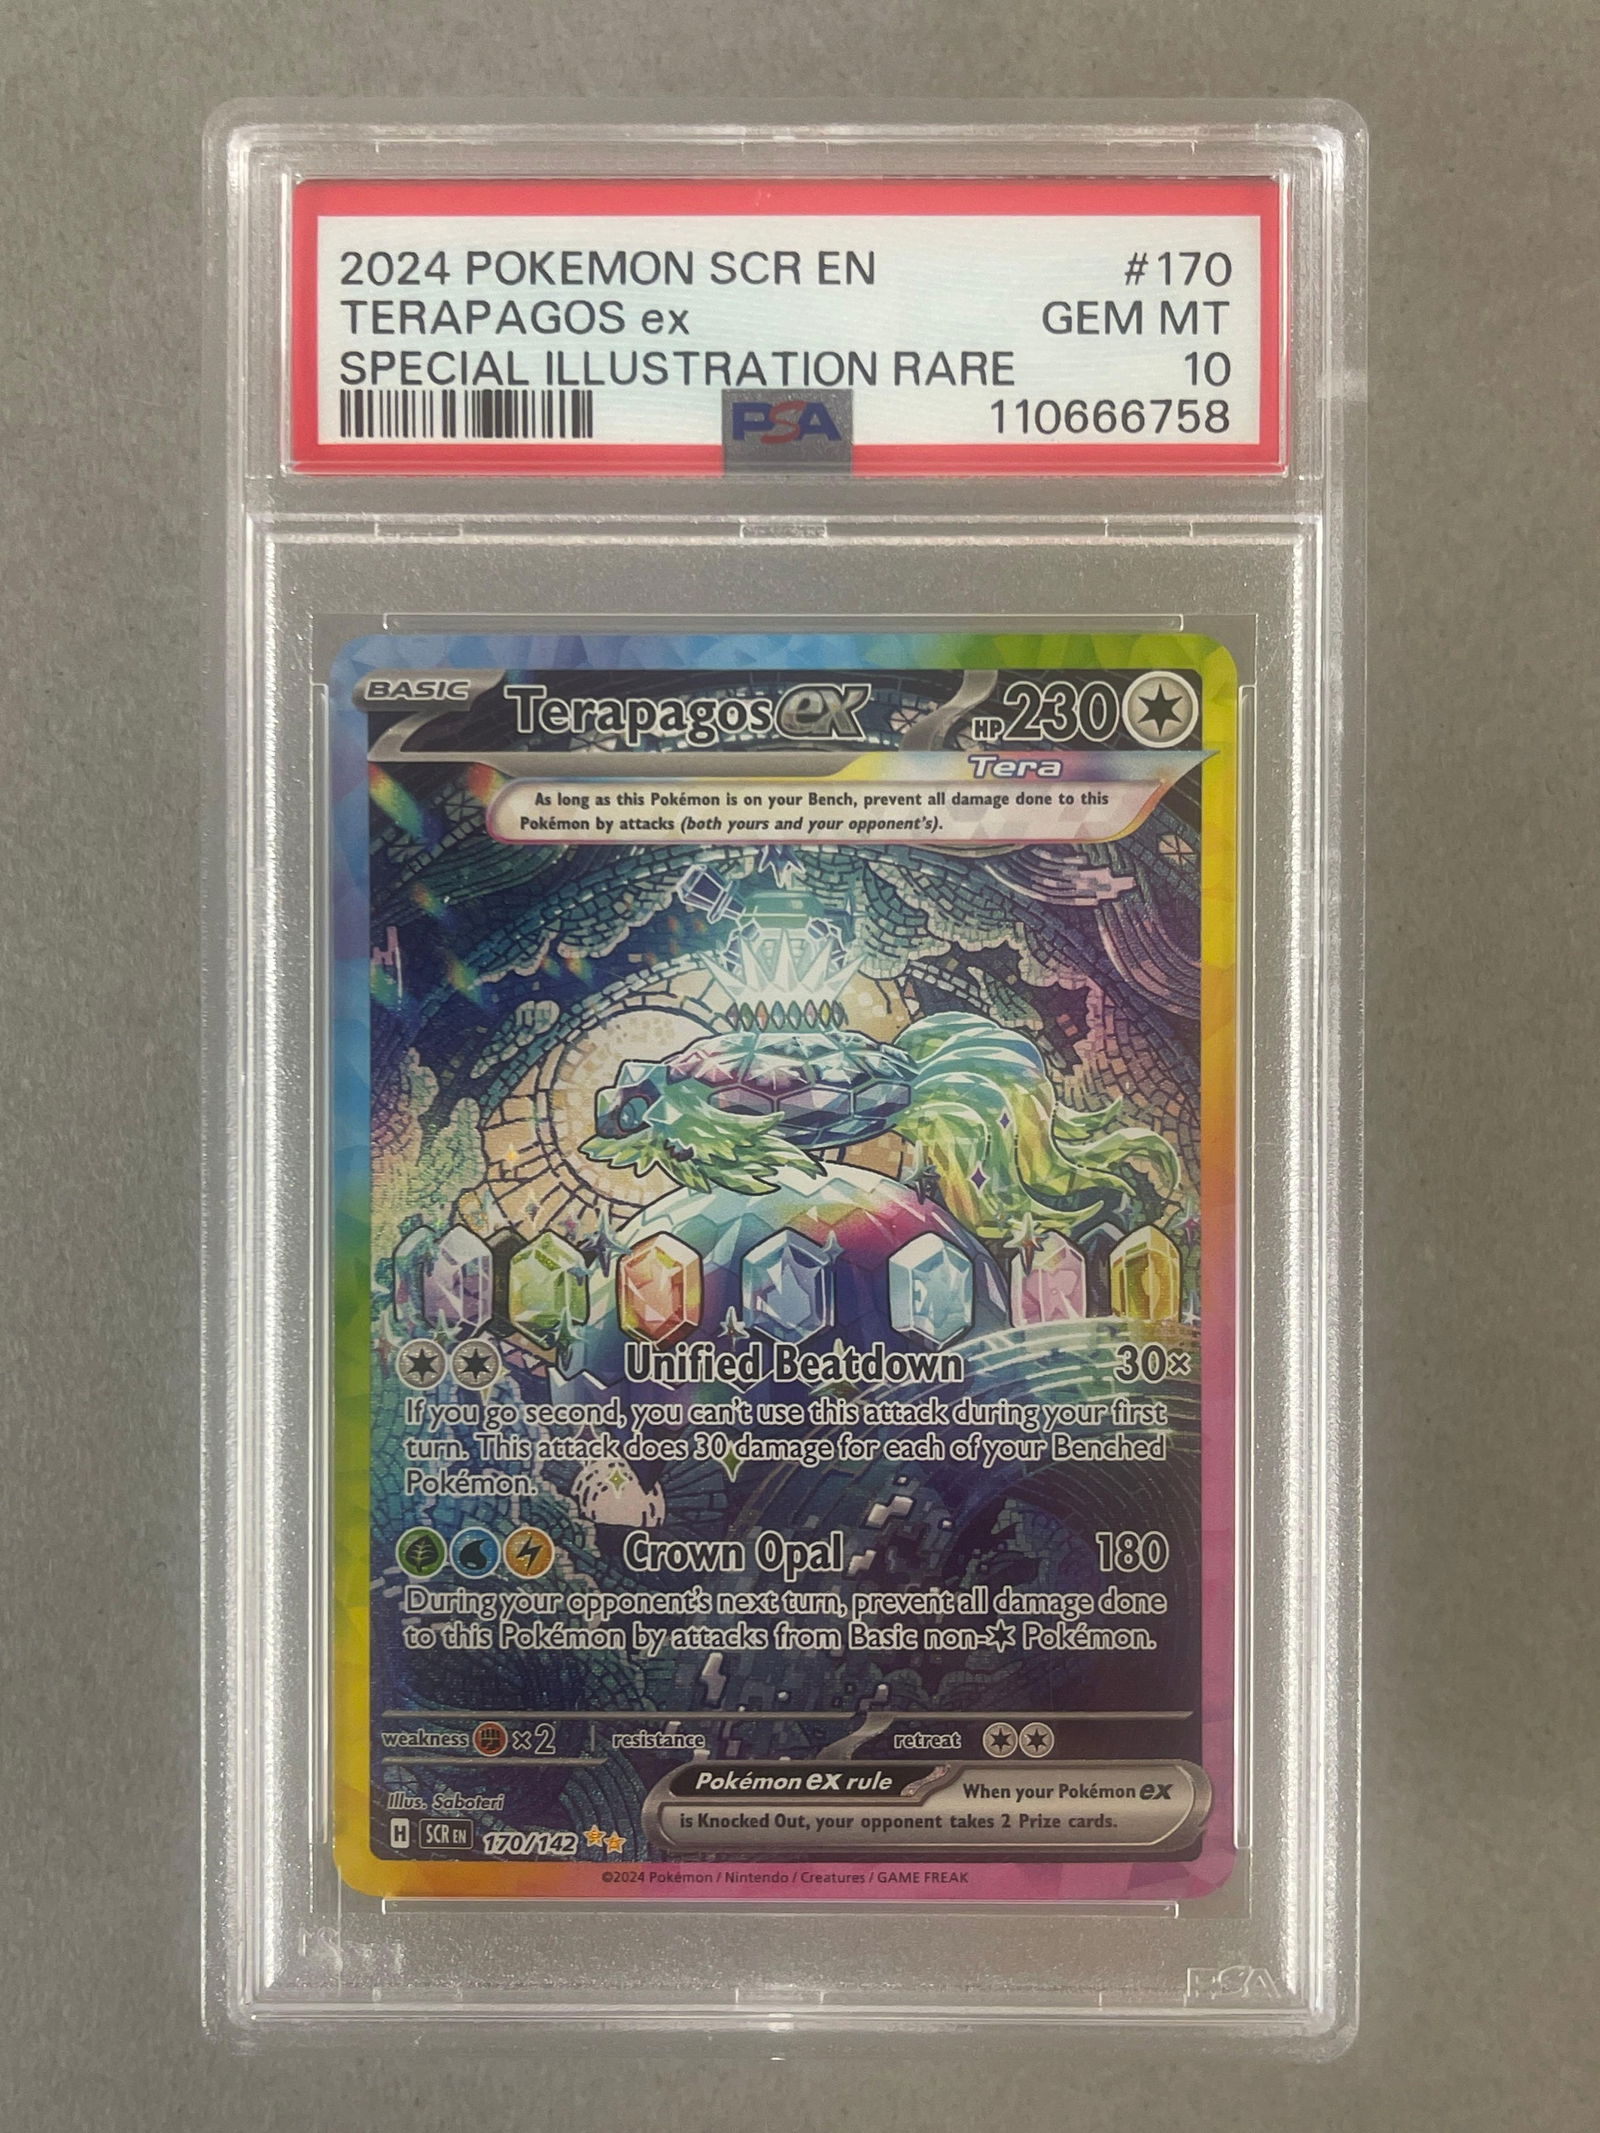 2024 POKEMON SCR EN #170
TERAPAGOS ex GEM MT
SPECIAL ILLUSTRATION RARE 10
PSA 110666758
BASIC Terapagos ex HP 230
Tera
As long as this Pokémon is on your Bench, prevent all damage done to this
Pokémon by attacks (both yours and your opponent's).
Unified Beatdown 30×
If you go second, you can't use this attack during your first
turn. This attack does 30 damage for each of your Benched
Pokémon.
Crown Opal 180
During your opponent's next turn, prevent all damage done
to this Pokémon by attacks from Basic non- Pokémon.
weakness ×2 resistance retreat
Pokémon ex rule When your Pokémon ex
is Knocked Out, your opponent takes 2 Prize cards.
Illus. Saboteri
H SCR EN 170/142
©2024 Pokémon / Nintendo / Creatures / GAME FREAK
PSA